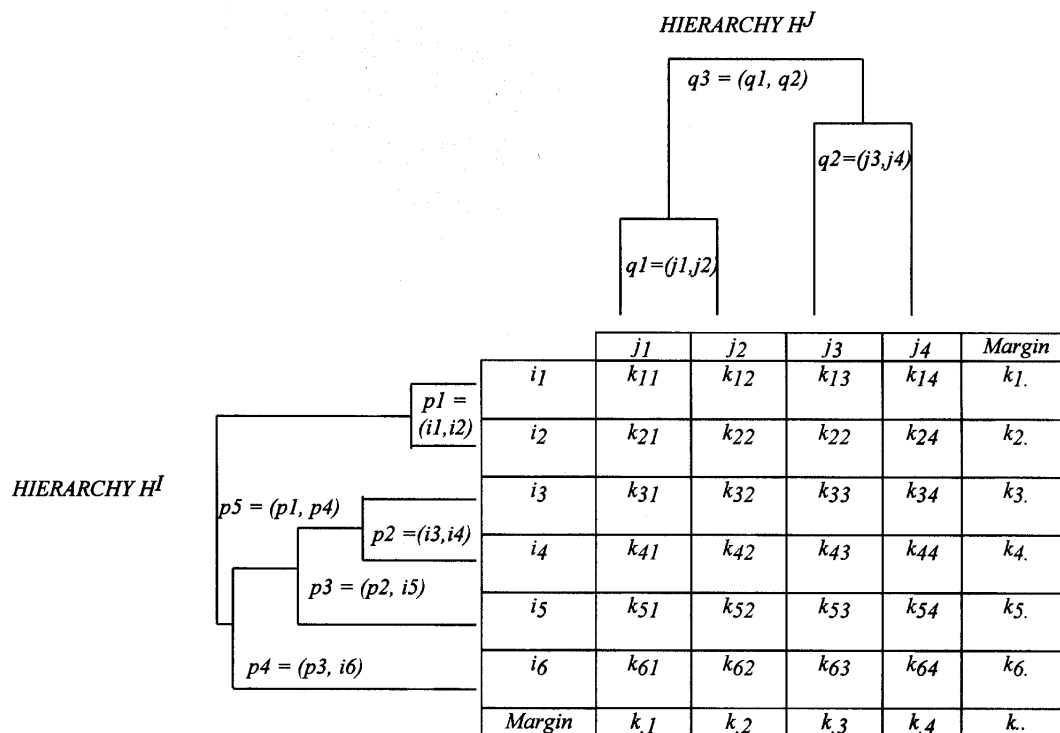 HIERARCHY H^J
q3 = (q1, q2)
q2=(j3,j4)
q1=(j1,j2)
j1 j2 j3 j4 Margin
i1 k11 k12 k13 k14 k1.
p1 =
(i1,i2)
i2 k21 k22 k22 k24 k2.
HIERARCHY H^I
i3 k31 k32 k33 k34 k3.
p5 = (p1, p4)
p2 =(i3,i4)
i4 k41 k42 k43 k44 k4.
p3 = (p2, i5)
i5 k51 k52 k53 k54 k5.
p4 = (p3, i6)
i6 k61 k62 k63 k64 k6.
Margin k.1 k.2 k.3 k.4 k..